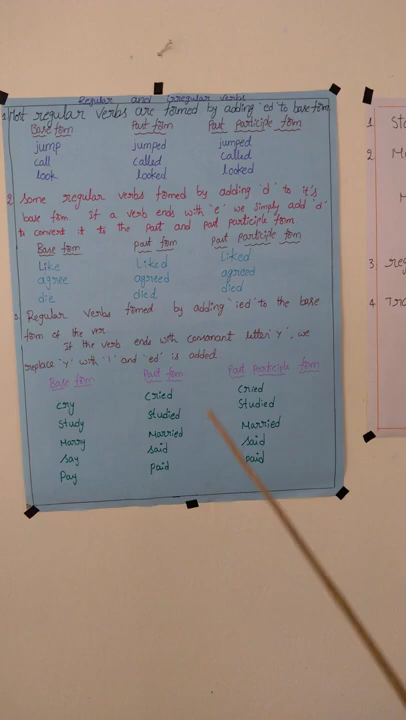 Regular and irregular verbs
1. Most regular verbs are formed by adding 'ed' to base form
Base form Past form Past participle form
jump jumped jumped
call called called
look looked looked
2. Some regular verbs formed by adding 'd' to it's
base form If a verb ends with 'e' we simply add 'd'
to convert it to the past and past participle form
Base form past form past participle form
Like Liked Liked
agree agreed agreed
die died died
3. Regular verbs formed by adding 'ied' to the base
form of the ver
If the verb ends with consonant letter 'Y', we
replace 'y' with 'i' and 'ed' is added
Base form Past form Past participle form
cry cried cried
Study Studied Studied
Marry Married Married
Say said said
Pay paid paid
1
2
3 reg
4 Tra